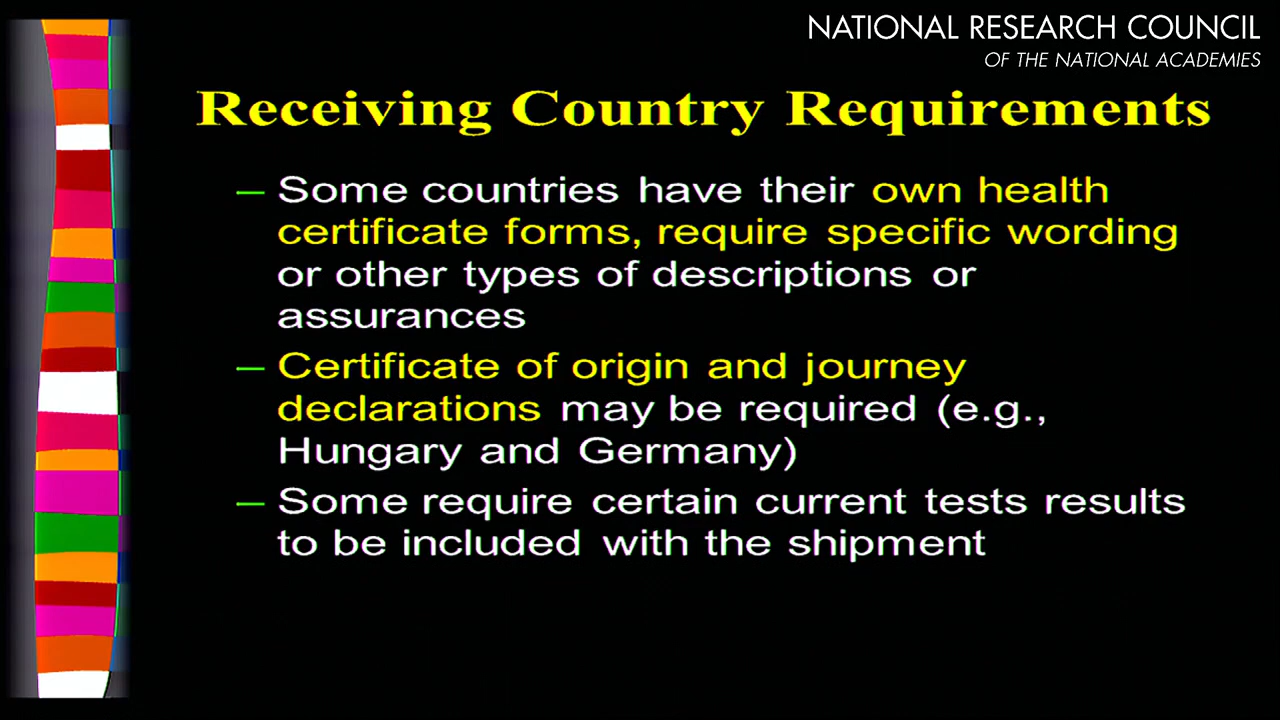 NATIONAL RESEARCH COUNCIL
OF THE NATIONAL ACADEMIES
Receiving Country Requirements
– Some countries have their own health
certificate forms, require specific wording
or other types of descriptions or
assurances
– Certificate of origin and journey
declarations may be required (e.g.,
Hungary and Germany)
– Some require certain current tests results
to be included with the shipment